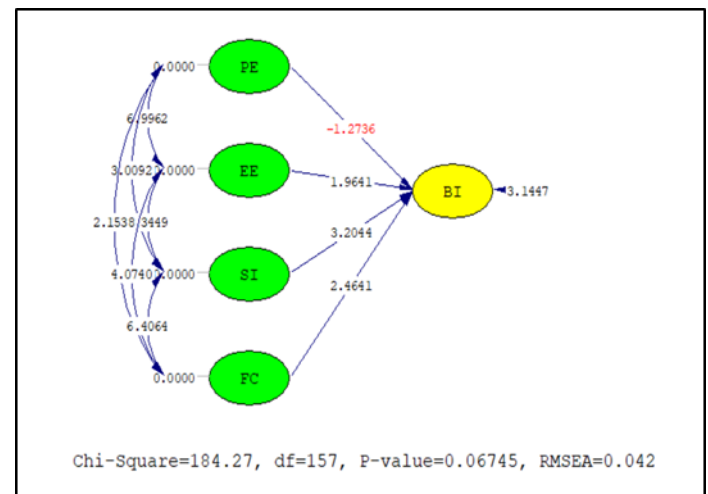 0.0000 PE
6.9962
-1.2736
3.0092 0.0000 EE
1.9641
BI 3.1447
2.1538 3449
3.2044
4.0740 0.0000 SI
2.4641
6.4064
0.0000 FC
Chi-Square=184.27, df=157, P-value=0.06745, RMSEA=0.042